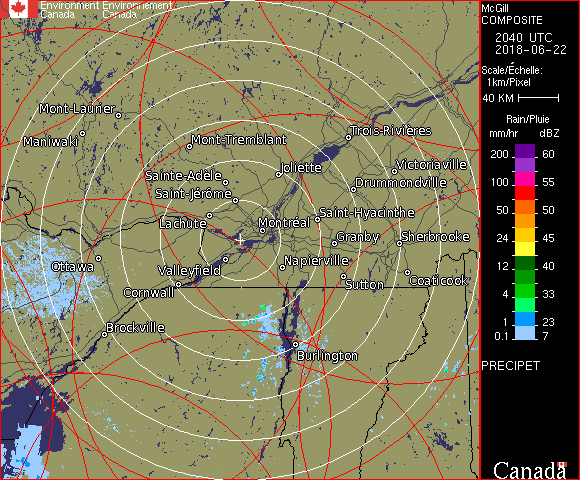 Environment Environnement
Canada Canada
McGill
COMPOSITE
2040 UTC
2018-06-22
Scale/Échelle:
1km/Pixel
40 KM
Rain/Pluie
mm/hr dBZ
200 60
150 57
100 55
50 50
24 45
12 40
4 33
1 23
0.1 7
PRECIPET
Canada
Mont-Laurier
Maniwaki
Mont-Tremblant
Trois-Rivières
Sainte-Adèle
Joliette
Victoriaville
Saint-Jérôme
Drummondville
Lachute
Montréal
Saint-Hyacinthe
Granby
Sherbrooke
Ottawa
Valleyfield
Napierville
Cornwall
Sutton
Coaticook
Brockville
Burlington